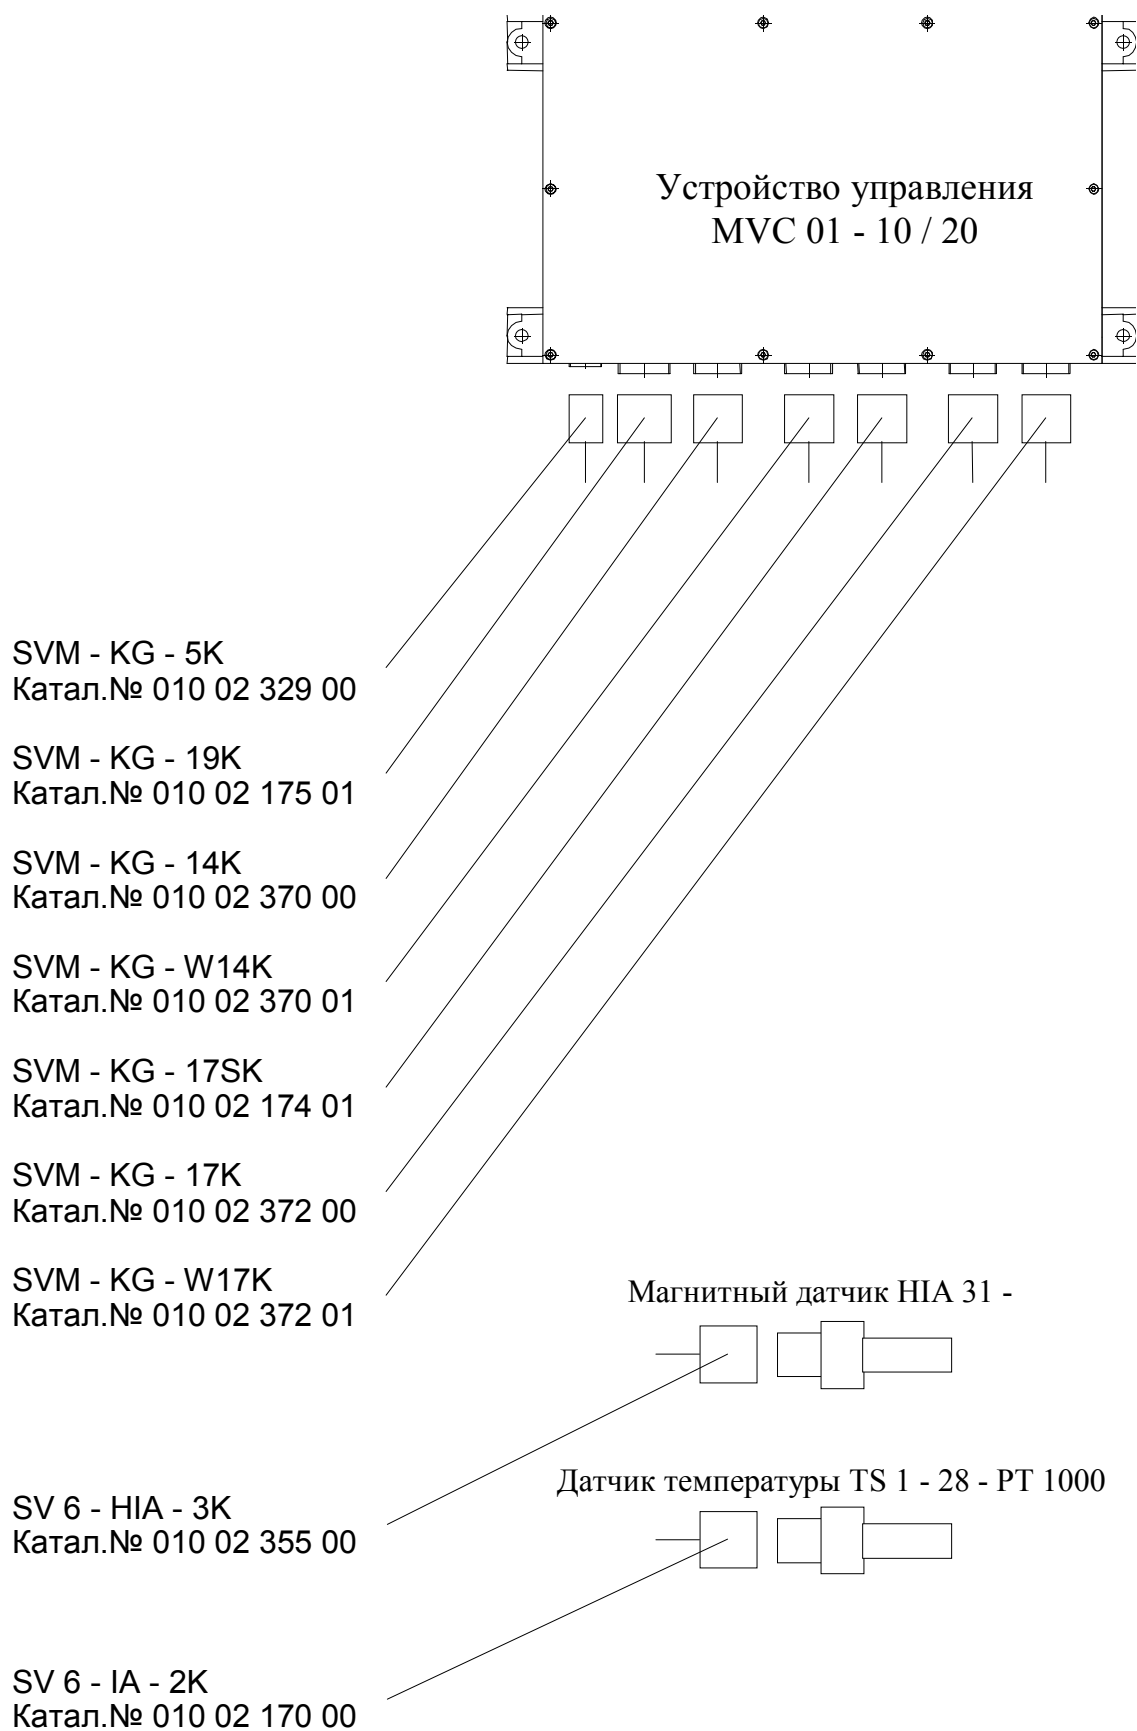 Устройство управления
MVC 01 - 10 / 20
SVM - KG - 5K
Катал.№ 010 02 329 00
SVM - KG - 19K
Катал.№ 010 02 175 01
SVM - KG - 14K
Катал.№ 010 02 370 00
SVM - KG - W14K
Катал.№ 010 02 370 01
SVM - KG - 17SK
Катал.№ 010 02 174 01
SVM - KG - 17K
Катал.№ 010 02 372 00
SVM - KG - W17K
Катал.№ 010 02 372 01
Магнитный датчик HIA 31 -
SV 6 - HIA - 3K
Катал.№ 010 02 355 00
Датчик температуры TS 1 - 28 - PT 1000
SV 6 - IA - 2K
Катал.№ 010 02 170 00